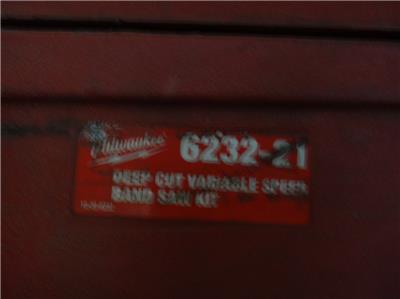 Milwaukee
6232-21
DEEP CUT VARIABLE SPEED
BAND SAW KIT